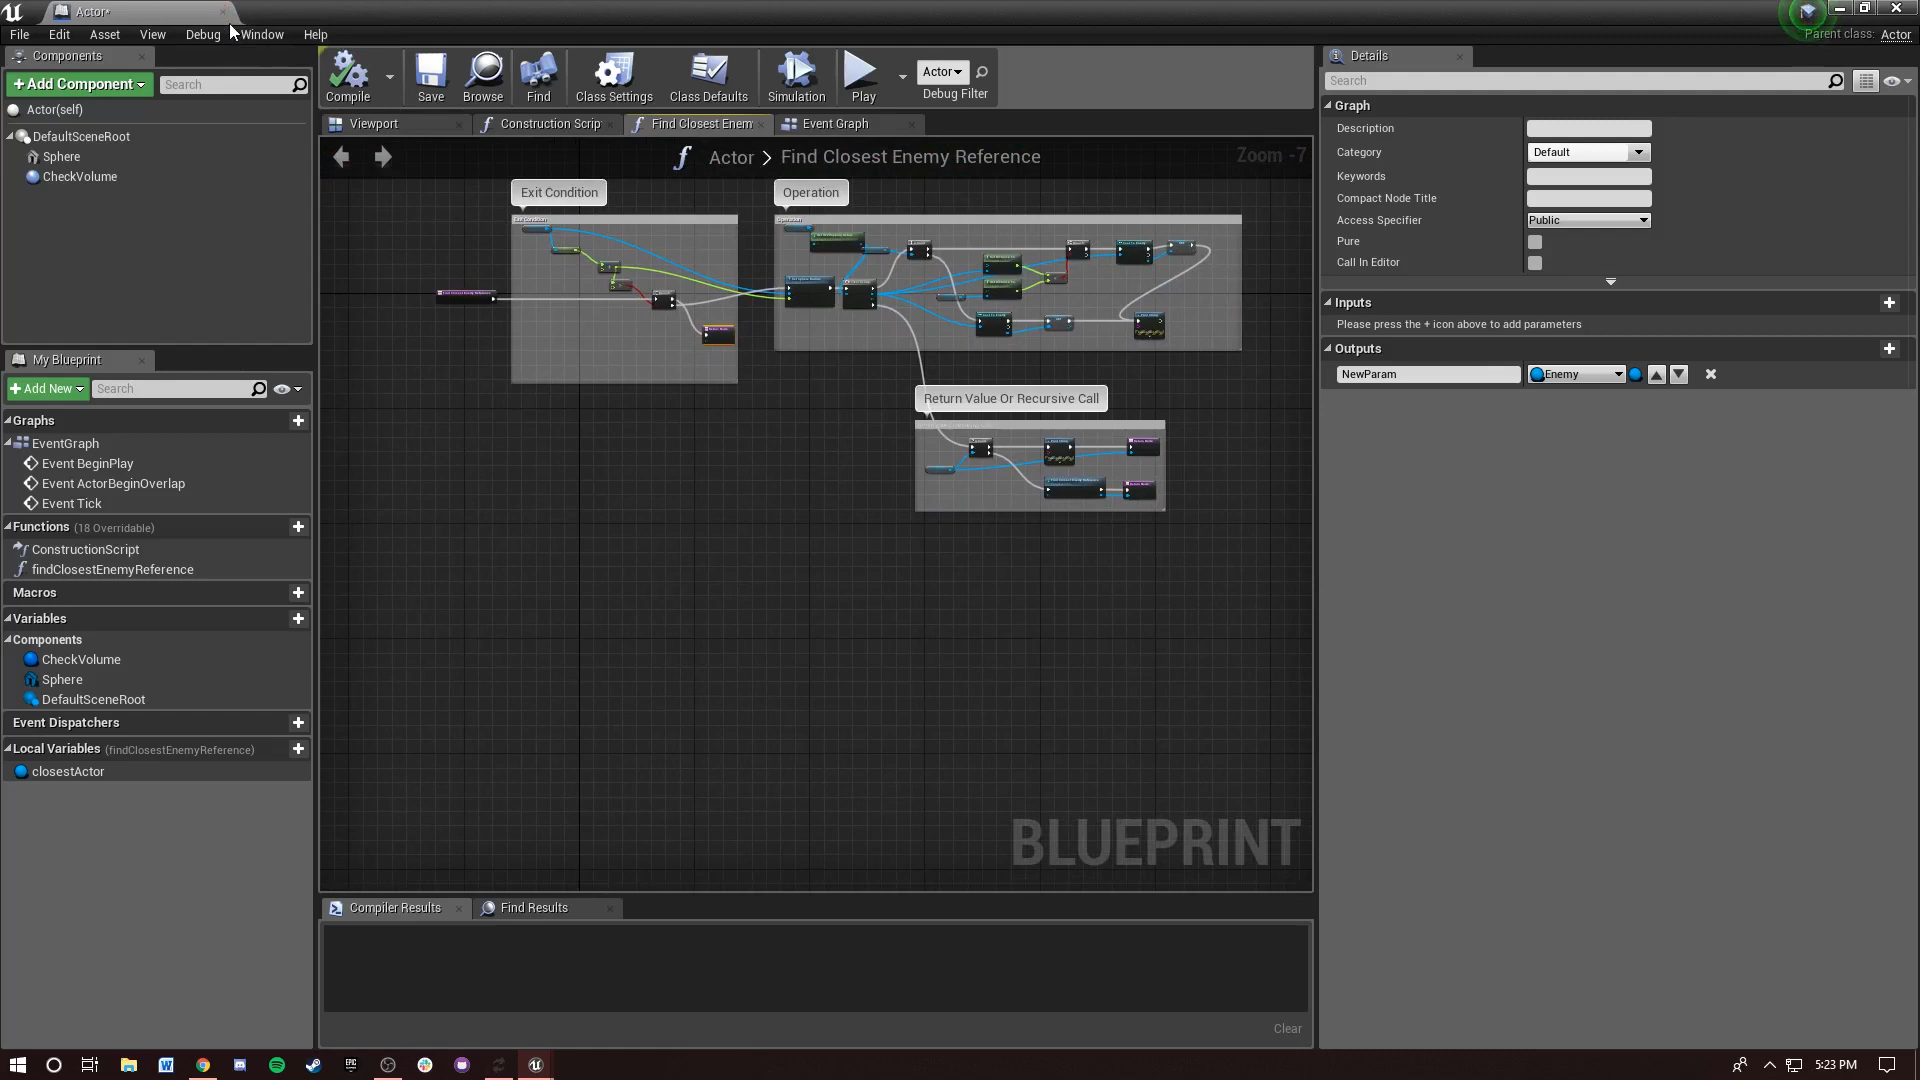 Actor*
File Edit Asset View Debug Window Help
Parent class: Actor
Components
+Add Component
Search
Actor(self)
DefaultSceneRoot
Sphere
CheckVolume
Compile
Save
Browse
Find
Class Settings
Class Defaults
Simulation
Play
Actor
Debug Filter
Viewport
Construction Scrip
Find Closest Enem
Event Graph
Actor > Find Closest Enemy Reference
Zoom -7
Exit Condition
Operation
Exit Condition
Operation
Return Value Or Recursive Call
BLUEPRINT
My Blueprint
+Add New
Search
Graphs
EventGraph
Event BeginPlay
Event ActorBeginOverlap
Event Tick
Functions (18 Overridable)
ConstructionScript
findClosestEnemyReference
Macros
Variables
Components
CheckVolume
Sphere
DefaultSceneRoot
Event Dispatchers
Local Variables (findClosestEnemyReference)
closestActor
Compiler Results
Find Results
Clear
Details
Search
Graph
Description
Category Default
Keywords
Compact Node Title
Access Specifier Public
Pure
Call In Editor
Inputs
Please press the + icon above to add parameters
Outputs
NewParam Enemy
5:23 PM